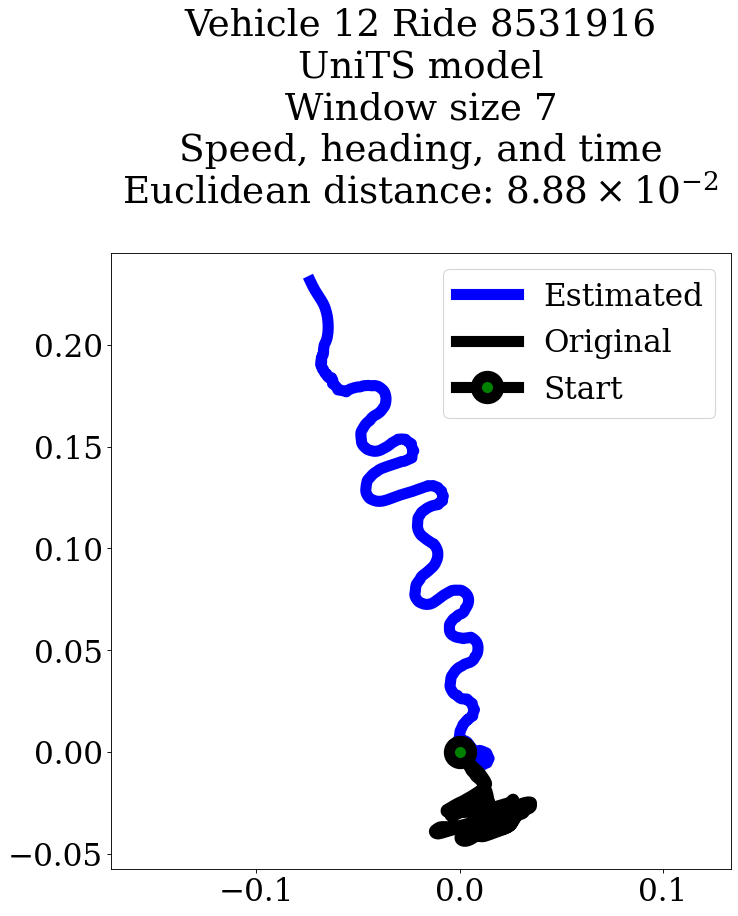 Vehicle 12 Ride 8531916
UniTS model
Window size 7
Speed, heading, and time
Euclidean distance: 8.88 × 10⁻²
Estimated
Original
Start
0.20
0.15
0.10
0.05
0.00
−0.05
−0.1 0.0 0.1